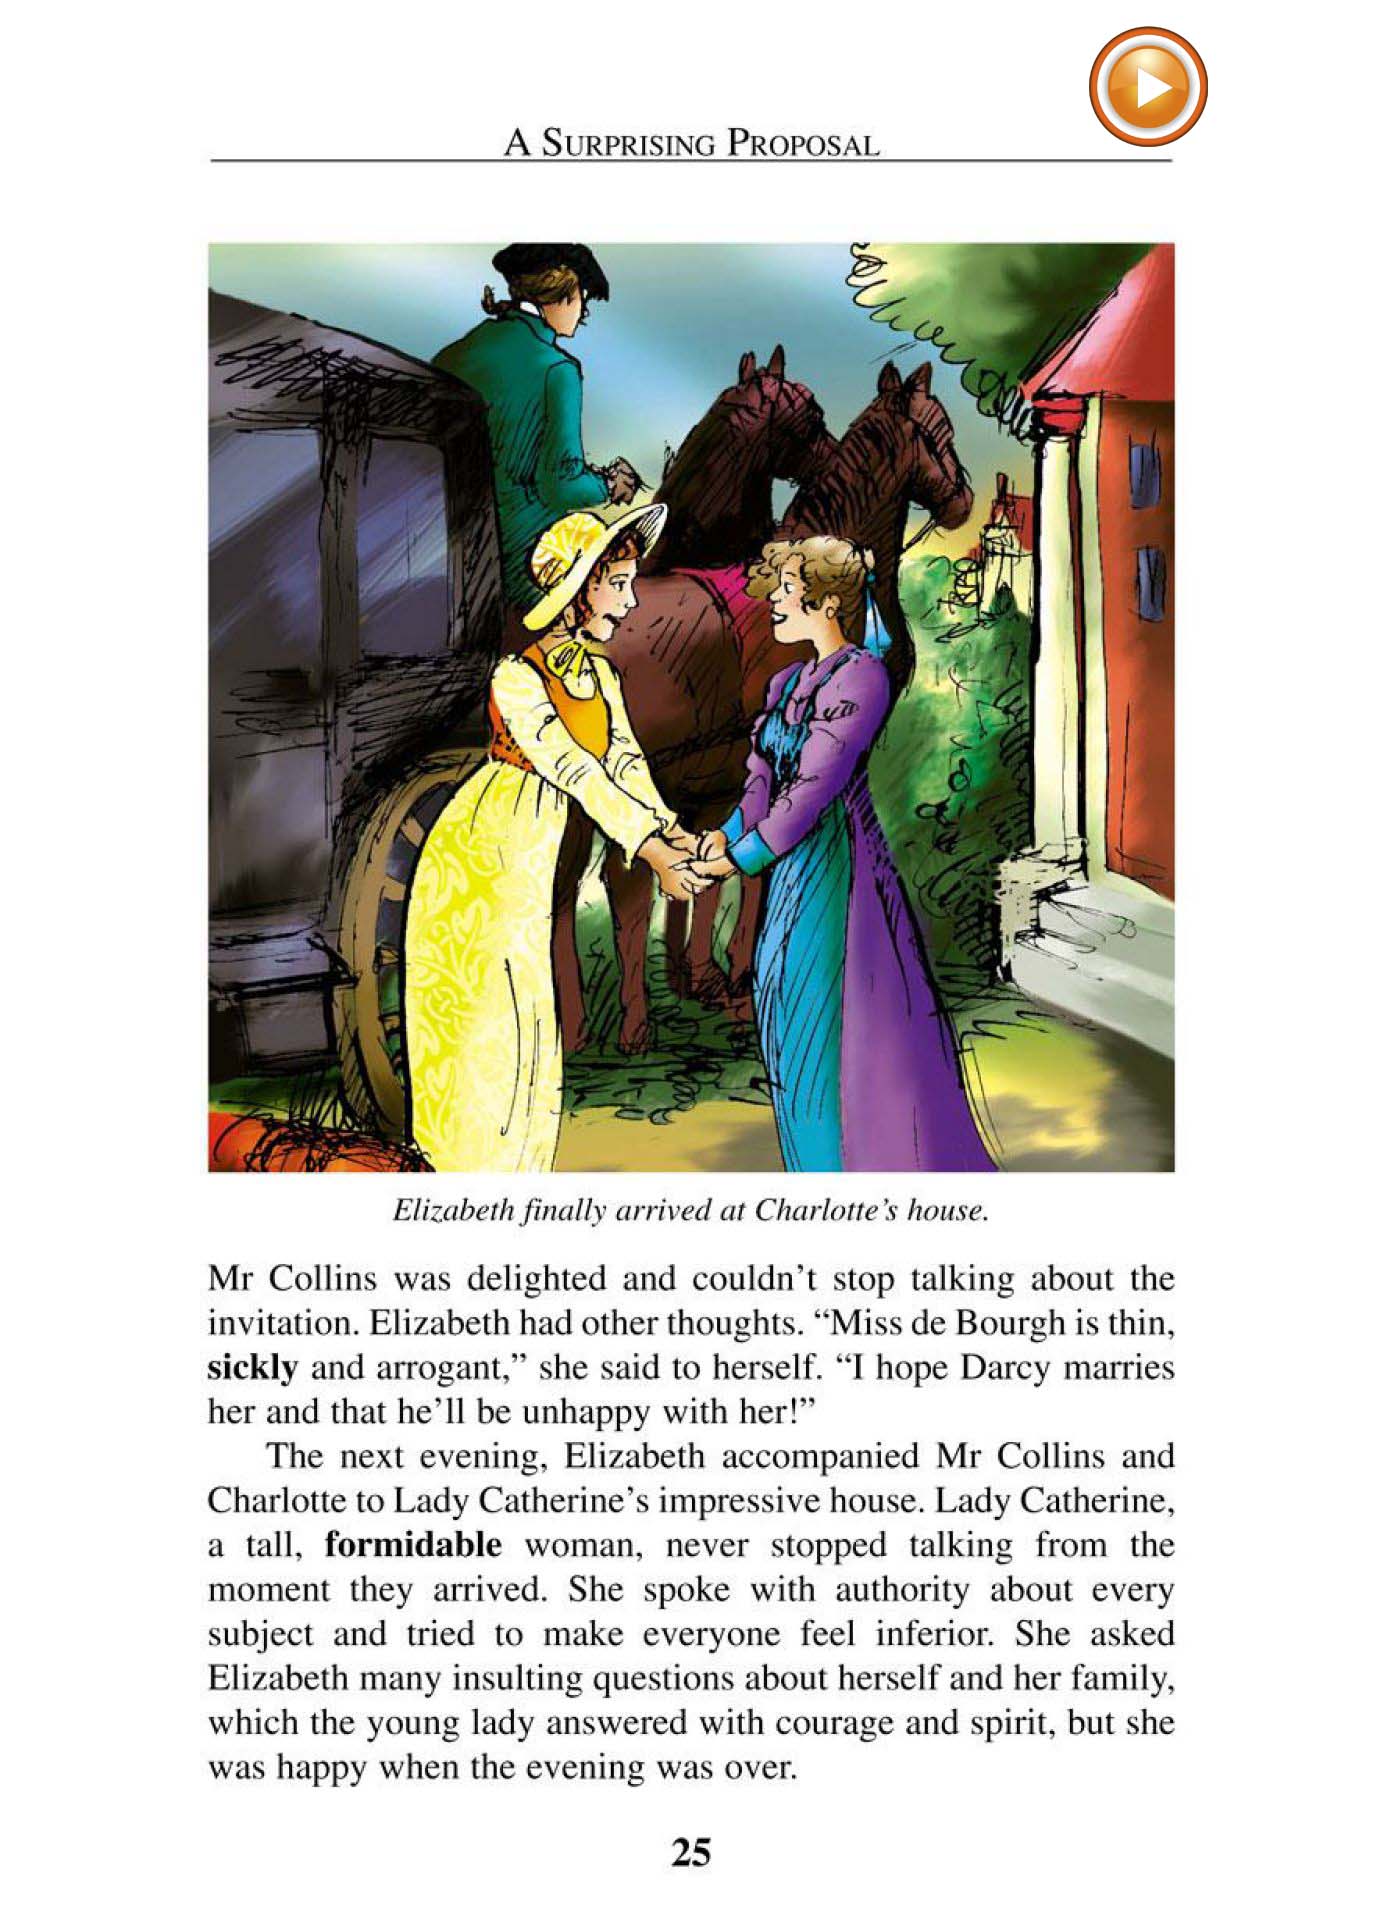 A Surprising Proposal
Elizabeth finally arrived at Charlotte’s house.
Mr Collins was delighted and couldn’t stop talking about the
invitation. Elizabeth had other thoughts. “Miss de Bourgh is thin,
sickly and arrogant,” she said to herself. “I hope Darcy marries
her and that he’ll be unhappy with her!”
The next evening, Elizabeth accompanied Mr Collins and
Charlotte to Lady Catherine’s impressive house. Lady Catherine,
a tall, formidable woman, never stopped talking from the
moment they arrived. She spoke with authority about every
subject and tried to make everyone feel inferior. She asked
Elizabeth many insulting questions about herself and her family,
which the young lady answered with courage and spirit, but she
was happy when the evening was over.
25